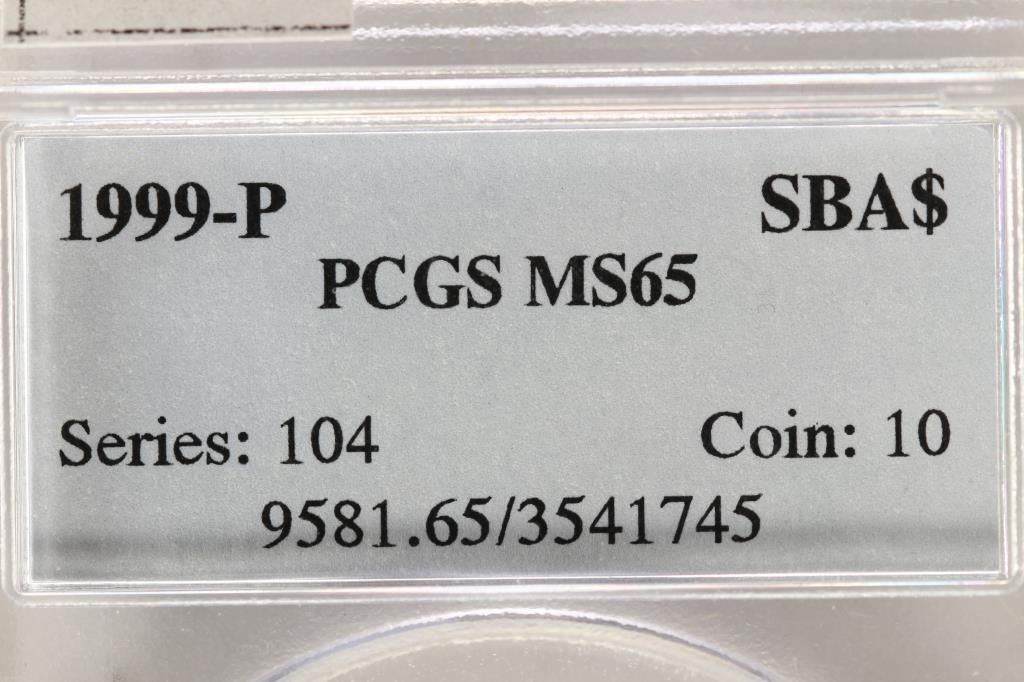 1999-P SBA$
PCGS MS65
Series: 104 Coin: 10
9581.65/3541745